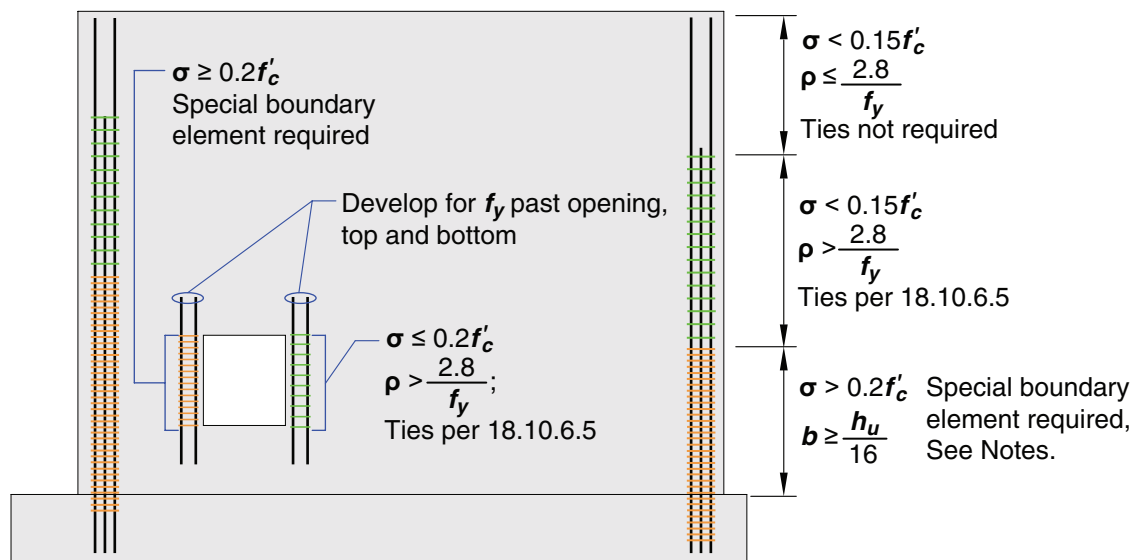 σ ≥ 0.2f′c
Special boundary
element required
Develop for fy past opening,
top and bottom
σ ≤ 0.2f′c
ρ > 2.8/fy;
Ties per 18.10.6.5
σ < 0.15f′c
ρ ≤ 2.8/fy
Ties not required
σ < 0.15f′c
ρ > 2.8/fy
Ties per 18.10.6.5
σ > 0.2f′c Special boundary
element required,
b ≥ hu/16
See Notes.